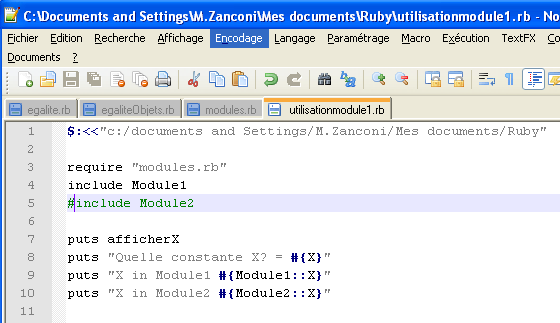 C:\Documents and Settings\M.Zanconi\Mes documents\Ruby\utilisationmodule1.rb - No
Fichier Edition Recherche Affichage Encodage Langage Paramétrage Macro Exécution TextFX
Documents ?
egalite.rb egaliteObjets.rb modules.rb utilisationmodule1.rb
1 $:<<"c:/documents and Settings/M.Zanconi/Mes documents/Ruby"
2
3 require "modules.rb"
4 include Module1
5 #include Module2
6
7 puts afficherX
8 puts "Quelle constante X? = #{X}"
9 puts "X in Module1 #{Module1::X}"
10 puts "X in Module2 #{Module2::X}"
11